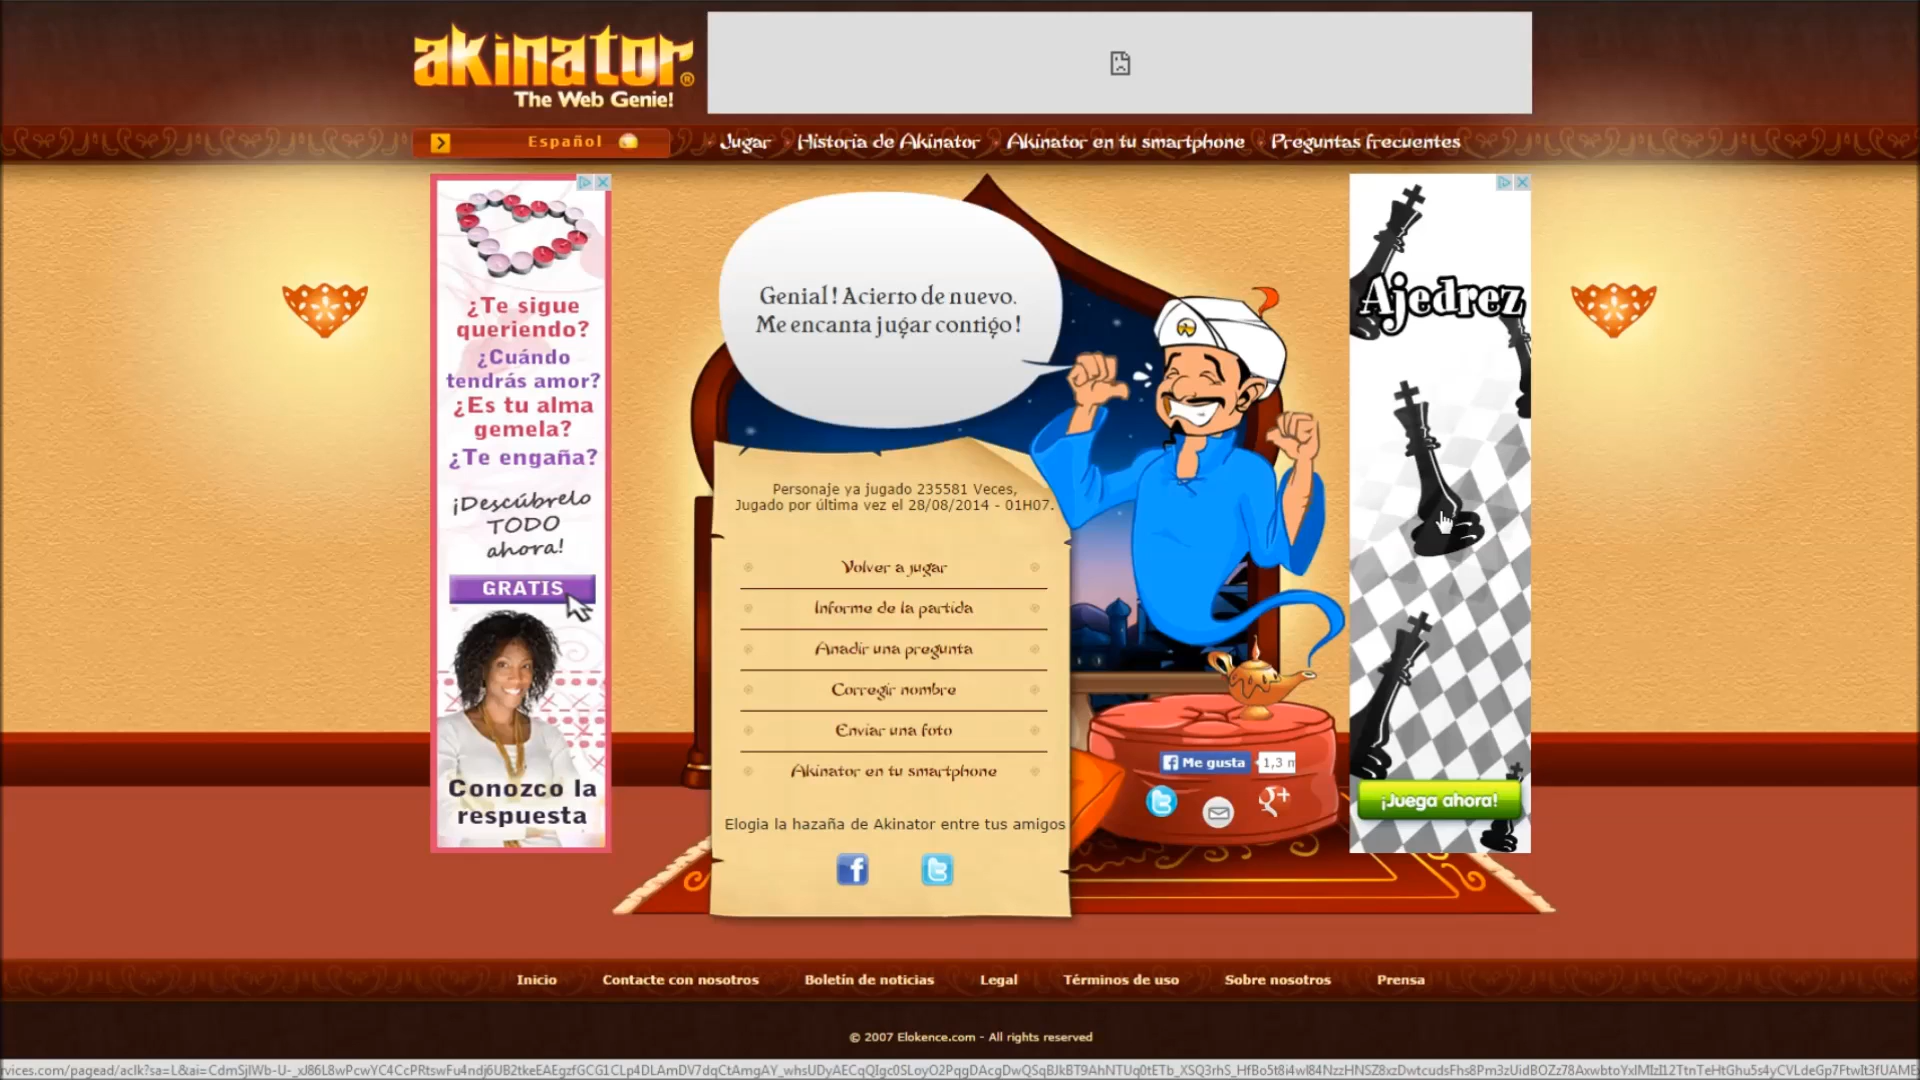 akinator®
The Web Genie!
Español
Jugar
Historia de Akinator
Akinator en tu smartphone
Preguntas frecuentes
¿Te sigue
queriendo?
¿Cuándo
tendrás amor?
¿Es tu alma
gemela?
¿Te engaña?
¡Descúbrelo
TODO
ahora!
GRATIS
Conozco la
respuesta
Genial! Acierto de nuevo.
Me encanta jugar contigo!
Personaje ya jugado 235581 Veces,
Jugado por última vez el 28/08/2014 - 01H07.
Volver a jugar
Informe de la partida
Anadir una pregunta
Corregir nombre
Enviar una foto
Akinator en tu smartphone
Elogia la hazaña de Akinator entre tus amigos
Me gusta
1,3 m
Ajedrez
¡Juega ahora!
Inicio
Contacte con nosotros
Boletín de noticias
Legal
Términos de uso
Sobre nosotros
Prensa
© 2007 Elokence.com - All rights reserved